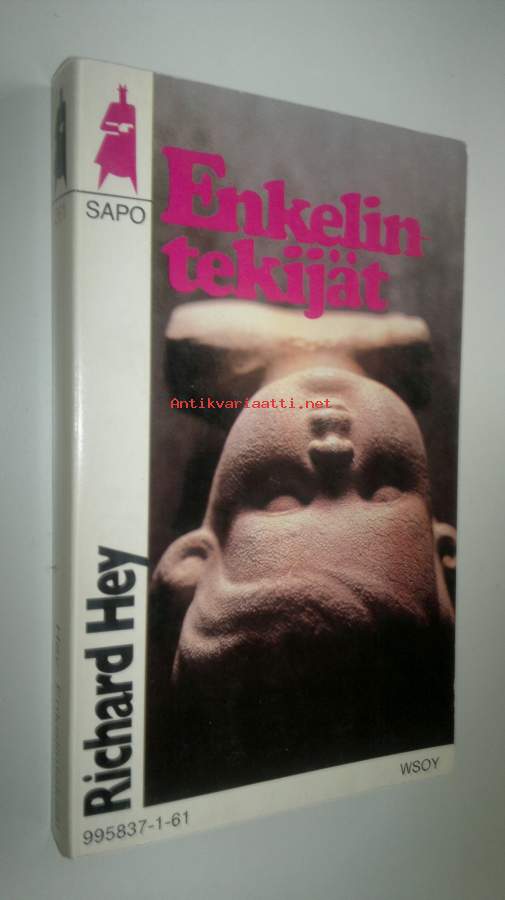 SAPO
Enkelin-
tekijät
Antikvariaatti.net
Richard Hey
WSOY
995837-1-61